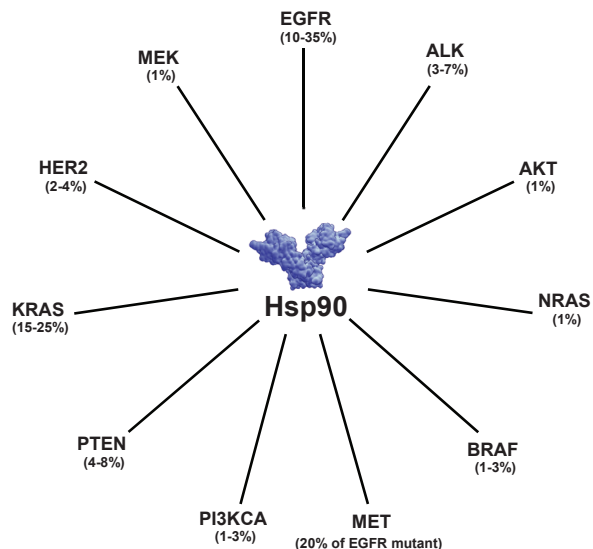 EGFR
(10-35%)
ALK
(3-7%)
MEK
(1%)
HER2
(2-4%)
AKT
(1%)
Hsp90
KRAS
(15-25%)
NRAS
(1%)
PTEN
(4-8%)
BRAF
(1-3%)
PI3KCA
(1-3%)
MET
(20% of EGFR mutant)